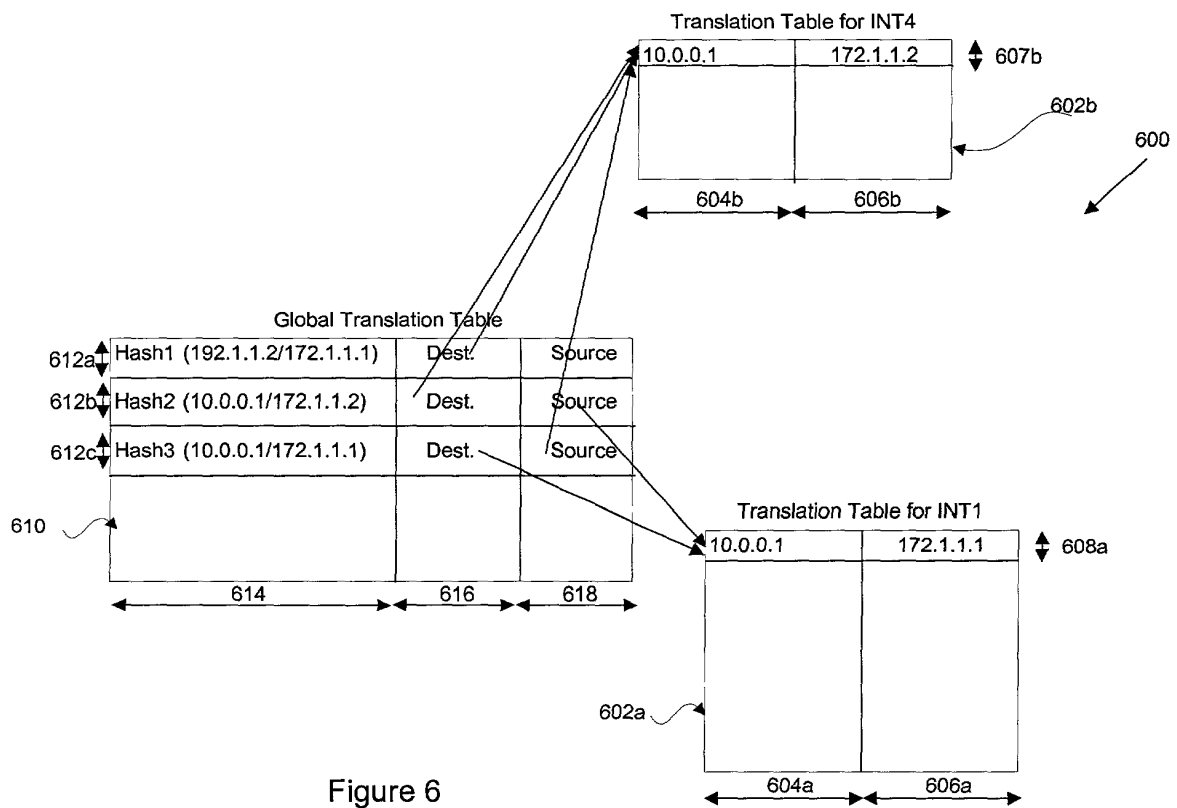 Translation Table for INT4
10.0.0.1 172.1.1.2
607b
602b
600
604b 606b
Global Translation Table
612a Hash1 (192.1.1.2/172.1.1.1) Dest. Source
612b Hash2 (10.0.0.1/172.1.1.2) Dest. Source
612c Hash3 (10.0.0.1/172.1.1.1) Dest. Source
610
614 616 618
Translation Table for INT1
10.0.0.1 172.1.1.1
608a
602a
604a 606a
Figure 6